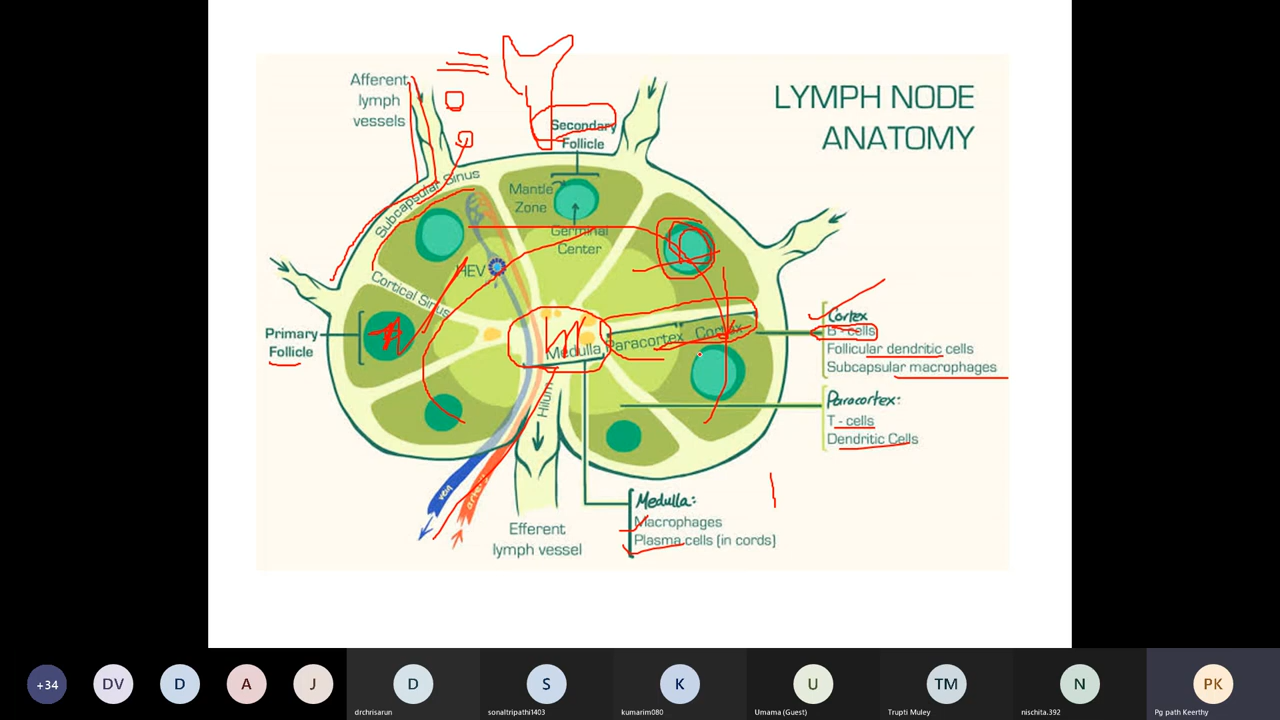 LYMPH NODE
ANATOMY
Afferent
lymph
vessels
Secondary
Follicle
Subcapsular Sinus
Mantle
Zone
Germinal
Center
HEV
Cortical Sinus
Primary
Follicle
Medulla
Paracortex
Cortex
Hilum
Cortex
B - cells
Follicular dendritic cells
Subcapsular macrophages
Paracortex:
T - cells
Dendritic Cells
vein
artery
Medulla:
Macrophages
Plasma cells (in cords)
Efferent
lymph vessel
+34
DV
D
A
J
D
S
K
U
TM
N
PK
drchrisarun
sonaltripathi1403
kumarim080
Umama (Guest)
Trupti Muley
nischita.392
Pg path Keerthy